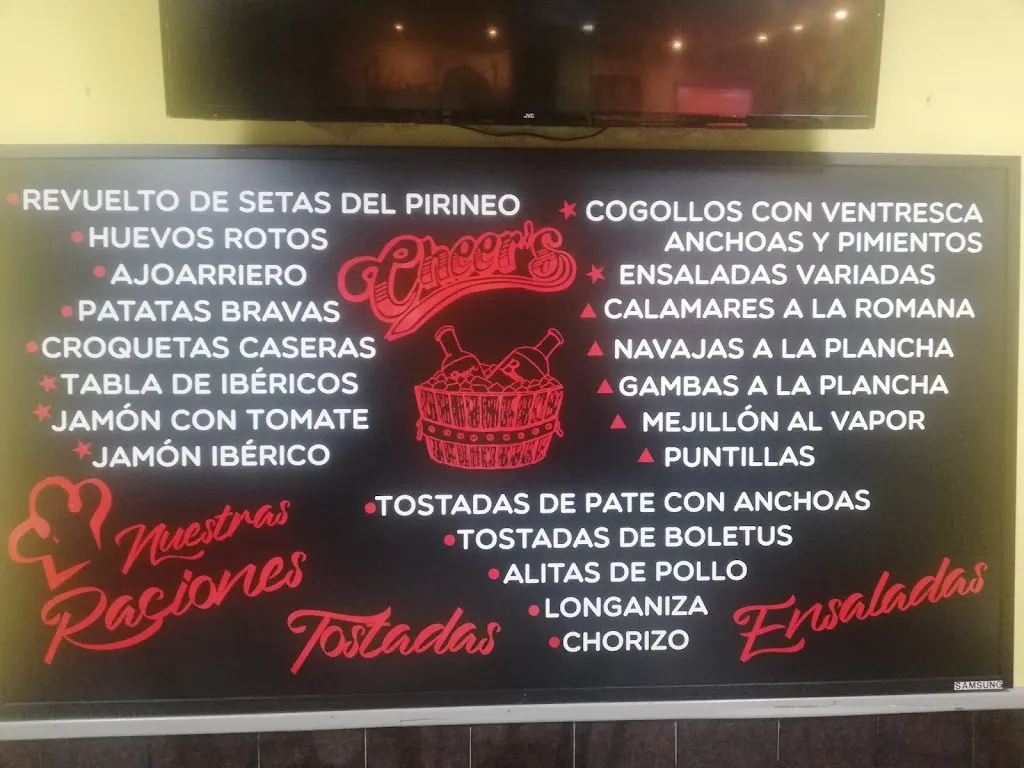 JVC
REVUELTO DE SETAS DEL PIRINEO
HUEVOS ROTOS
AJOARRIERO
PATATAS BRAVAS
CROQUETAS CASERAS
TABLA DE IBÉRICOS
JAMÓN CON TOMATE
JAMÓN IBÉRICO
Cheer's
COGOLLOS CON VENTRESCA
ANCHOAS Y PIMIENTOS
ENSALADAS VARIADAS
CALAMARES A LA ROMANA
NAVAJAS A LA PLANCHA
GAMBAS A LA PLANCHA
MEJILLÓN AL VAPOR
PUNTILLAS
TOSTADAS DE PATE CON ANCHOAS
TOSTADAS DE BOLETUS
ALITAS DE POLLO
LONGANIZA
CHORIZO
Nuestras
Raciones
Tostadas
Ensaladas
SAMSUNG